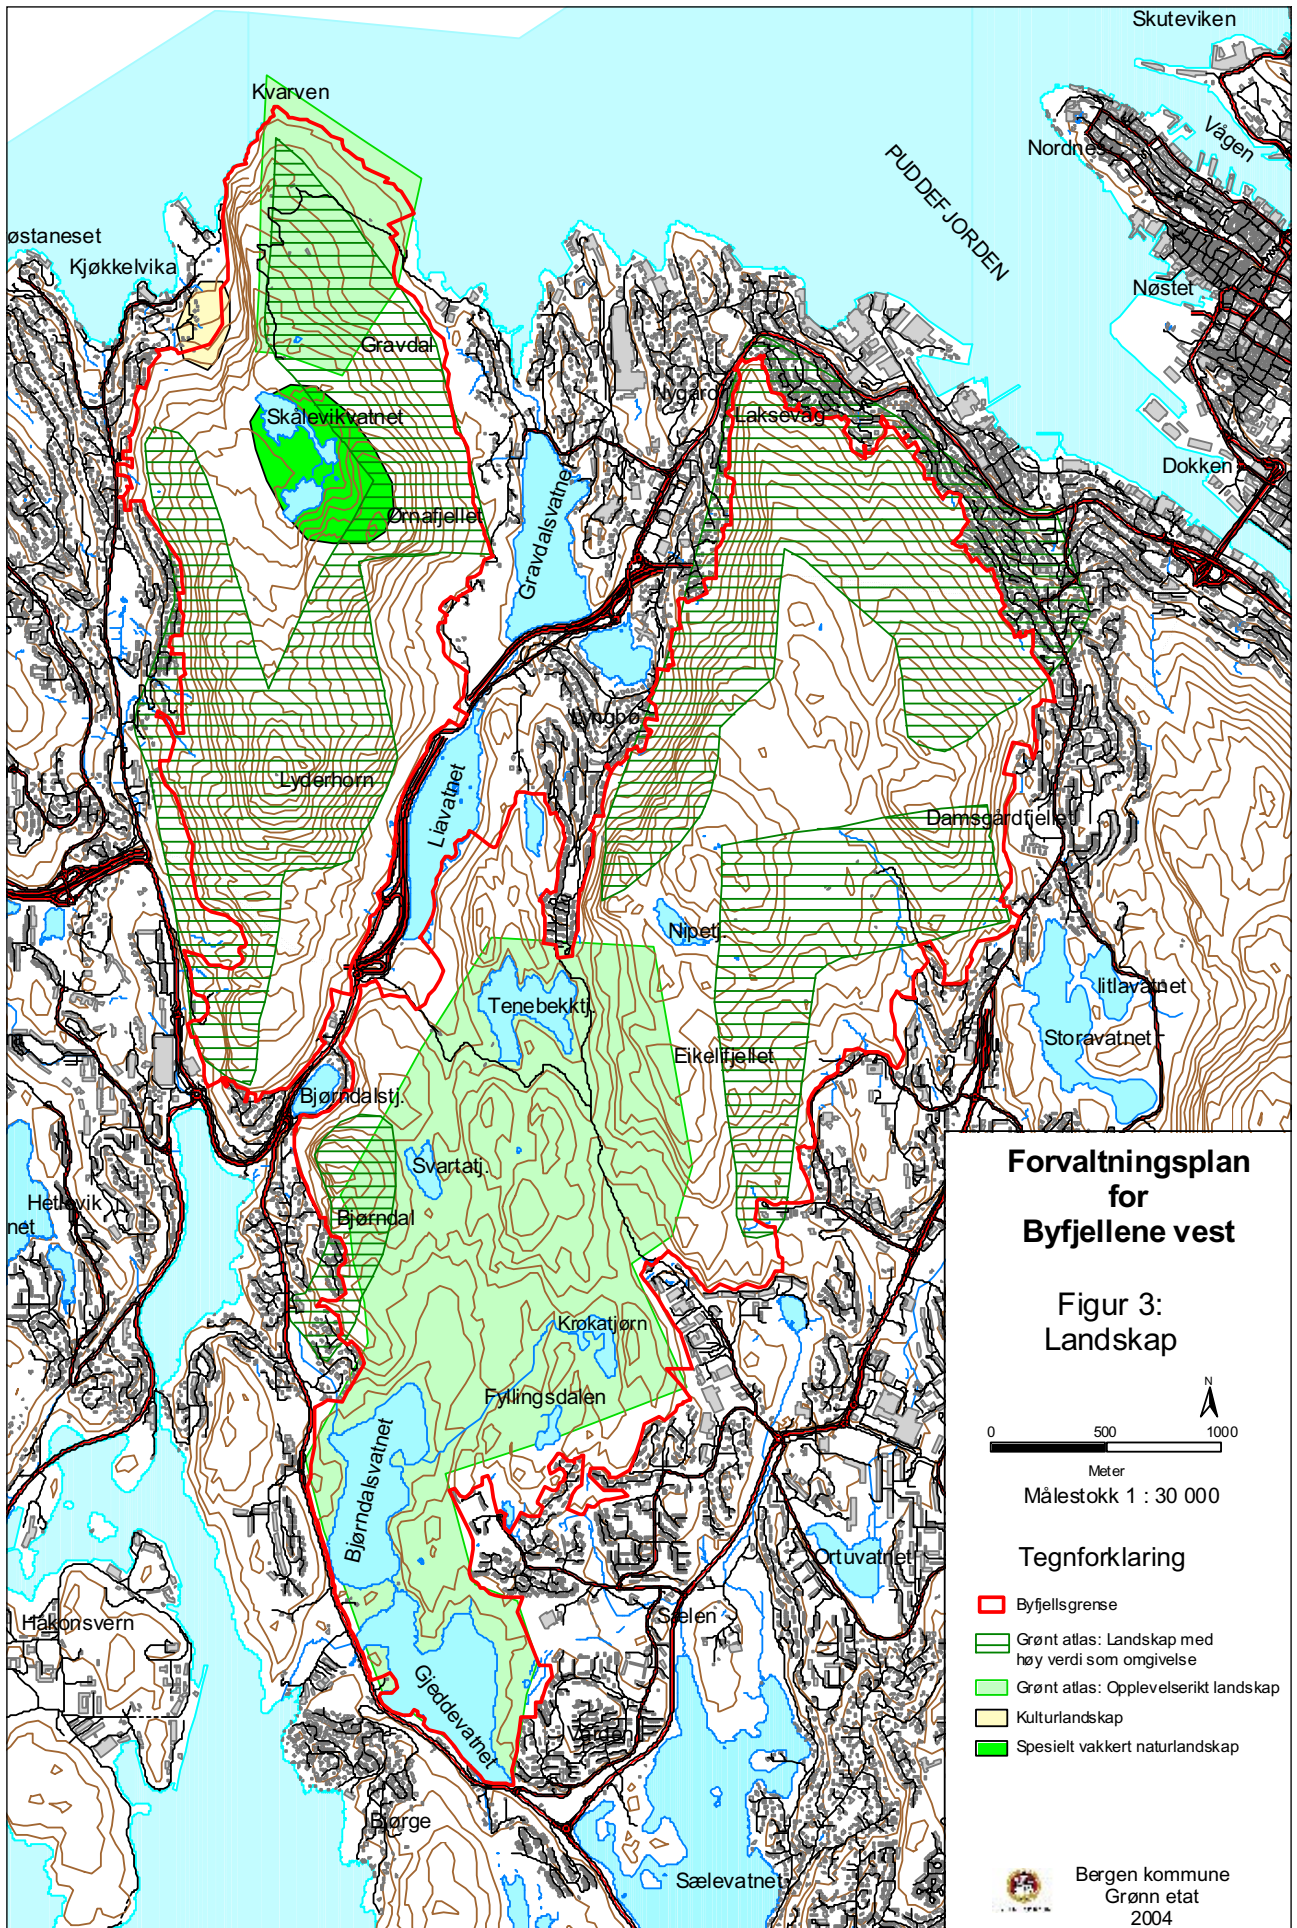 Skuteviken
Kvarven
Vågen
Nordnes
PUDDEFJORDEN
østaneset
Kjøkkelvika
Nøstet
Gravdal
Nygård
Laksevåg
Skålevikvatnet
Dokken
Gravdalsvatnet
Ørnafjellet
Lyngbø
Lyderhorn
Liavatnet
Damsgårdfjellet
Nipetj.
litlavatnet
Tenebekktj.
Storavatnet
Eikelifjellet
Bjørndalstj.
Svartatj.
Hetlevik
net
Bjørndal
Krokatjørn
Fyllingsdalen
Bjørndalsvatnet
Ortuvatnet
Håkonsvern
Sælen
Gjeddevatnet
Bjørge
Sælevatnet
Forvaltningsplan
for
Byfjellene vest
Figur 3:
Landskap
N
0 500 1000
Meter
Målestokk 1 : 30 000
Tegnforklaring
Byfjellsgrense
Grønt atlas: Landskap med
høy verdi som omgivelse
Grønt atlas: Opplevelserikt landskap
Kulturlandskap
Spesielt vakkert naturlandskap
Bergen kommune
Grønn etat
2004